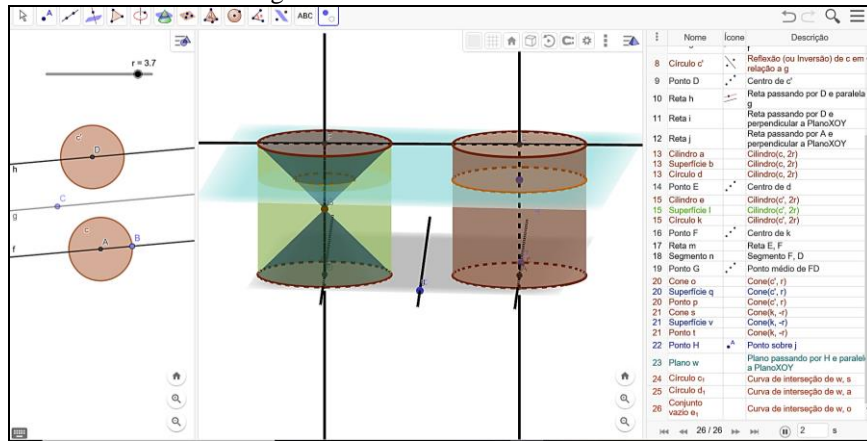 ABC
r = 3.7
c'
D
h
C
g
A
B
f
Nome Ícone Descrição
f
8 Círculo c' Reflexão (ou Inversão) de c em
relação a g
9 Ponto D Centro de c'
10 Reta h Reta passando por D e paralela
g
11 Reta i Reta passando por D e
perpendicular a PlanoXOY
12 Reta j Reta passando por A e
perpendicular a PlanoXOY
13 Cilindro a Cilindro(c, 2r)
13 Superfície b Cilindro(c, 2r)
13 Círculo d Cilindro(c, 2r)
14 Ponto E Centro de d
15 Cilindro e Cilindro(c', 2r)
15 Superfície l Cilindro(c', 2r)
15 Círculo k Cilindro(c', 2r)
16 Ponto F Centro de k
17 Reta m Reta E, F
18 Segmento n Segmento F, D
19 Ponto G Ponto médio de FD
20 Cone o Cone(c', r)
20 Superfície q Cone(c', r)
20 Ponto p Cone(c', r)
21 Cone s Cone(k, -r)
21 Superfície v Cone(k, -r)
21 Ponto t Cone(k, -r)
22 Ponto H Ponto sobre j
23 Plano w Plano passando por H e paralel
a PlanoXOY
24 Círculo c₁ Curva de interseção de w, s
25 Círculo d₁ Curva de interseção de w, a
26 Conjunto
vazio e₁ Curva de interseção de w, o
26 / 26 2 s